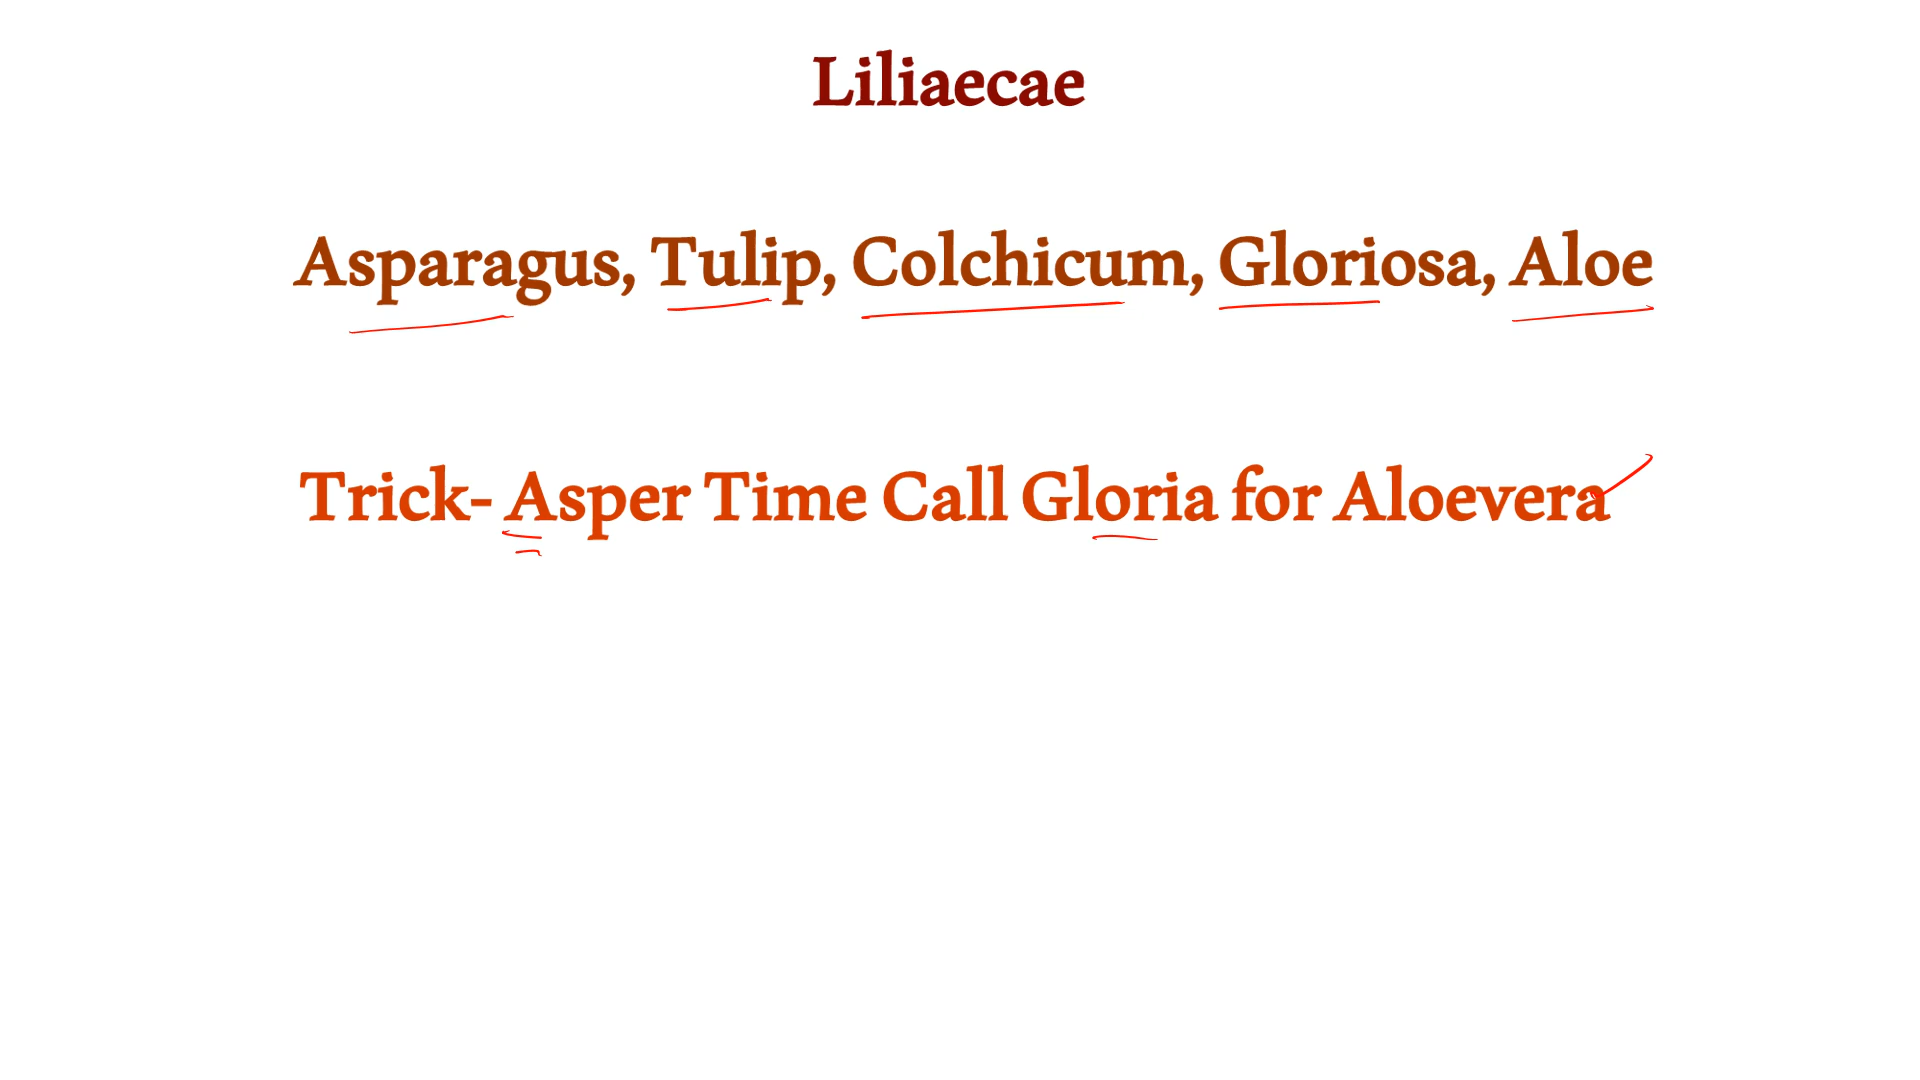 Liliaecae
Asparagus, Tulip, Colchicum, Gloriosa, Aloe
Trick- Asper Time Call Gloria for Aloevera